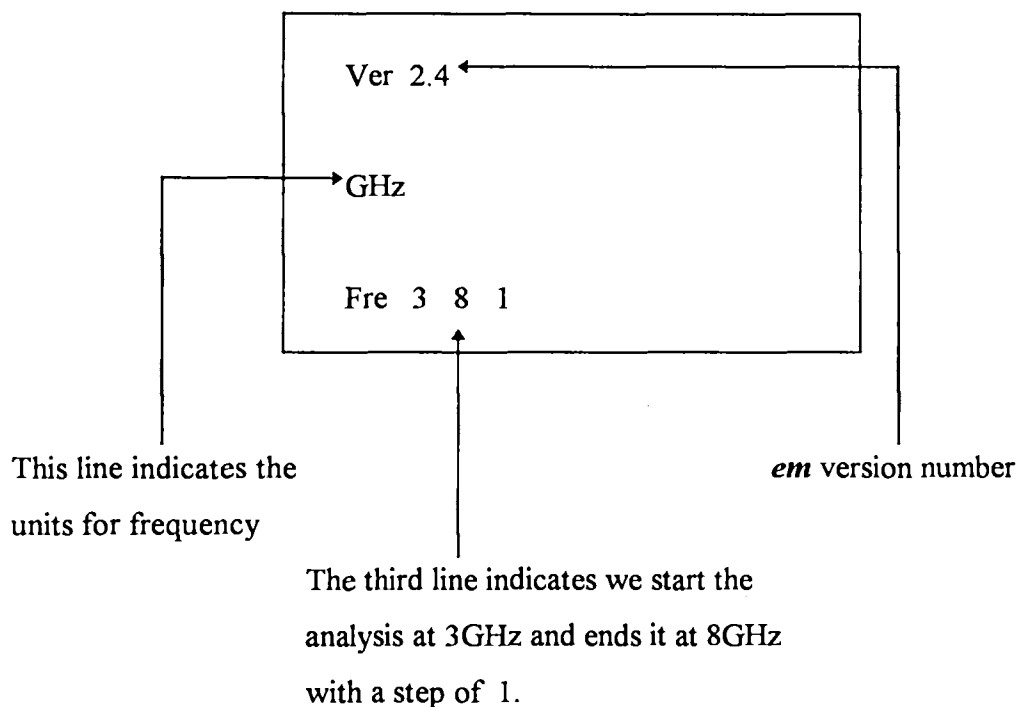 Ver 2.4
GHz
Fre 3 8 1
This line indicates the
units for frequency
em version number
The third line indicates we start the
analysis at 3GHz and ends it at 8GHz
with a step of 1.